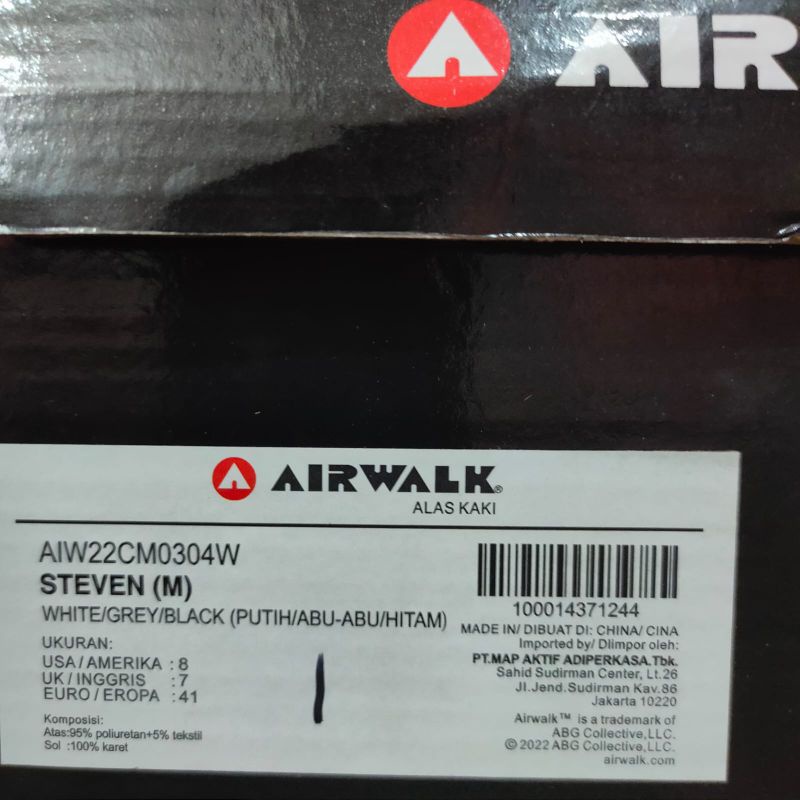 AIR
AIRWALK®
ALAS KAKI
AIW22CM0304W
STEVEN (M)
WHITE/GREY/BLACK (PUTIH/ABU-ABU/HITAM)
UKURAN:
USA / AMERIKA : 8
UK / INGGRIS : 7
EURO / EROPA : 41
Komposisi:
Atas:95% poliuretan+5% tekstil
Sol :100% karet
100014371244
MADE IN/ DIBUAT DI: CHINA/ CINA
Imported by/ DIimpor oleh:
PT.MAP AKTIF ADIPERKASA.Tbk.
Sahid Sudirman Center, Lt.26
Jl.Jend.Sudirman Kav.86
Jakarta 10220
Airwalk™ is a trademark of
ABG Collective,LLC.
©2022 ABG Collective,LLC.
airwalk.com